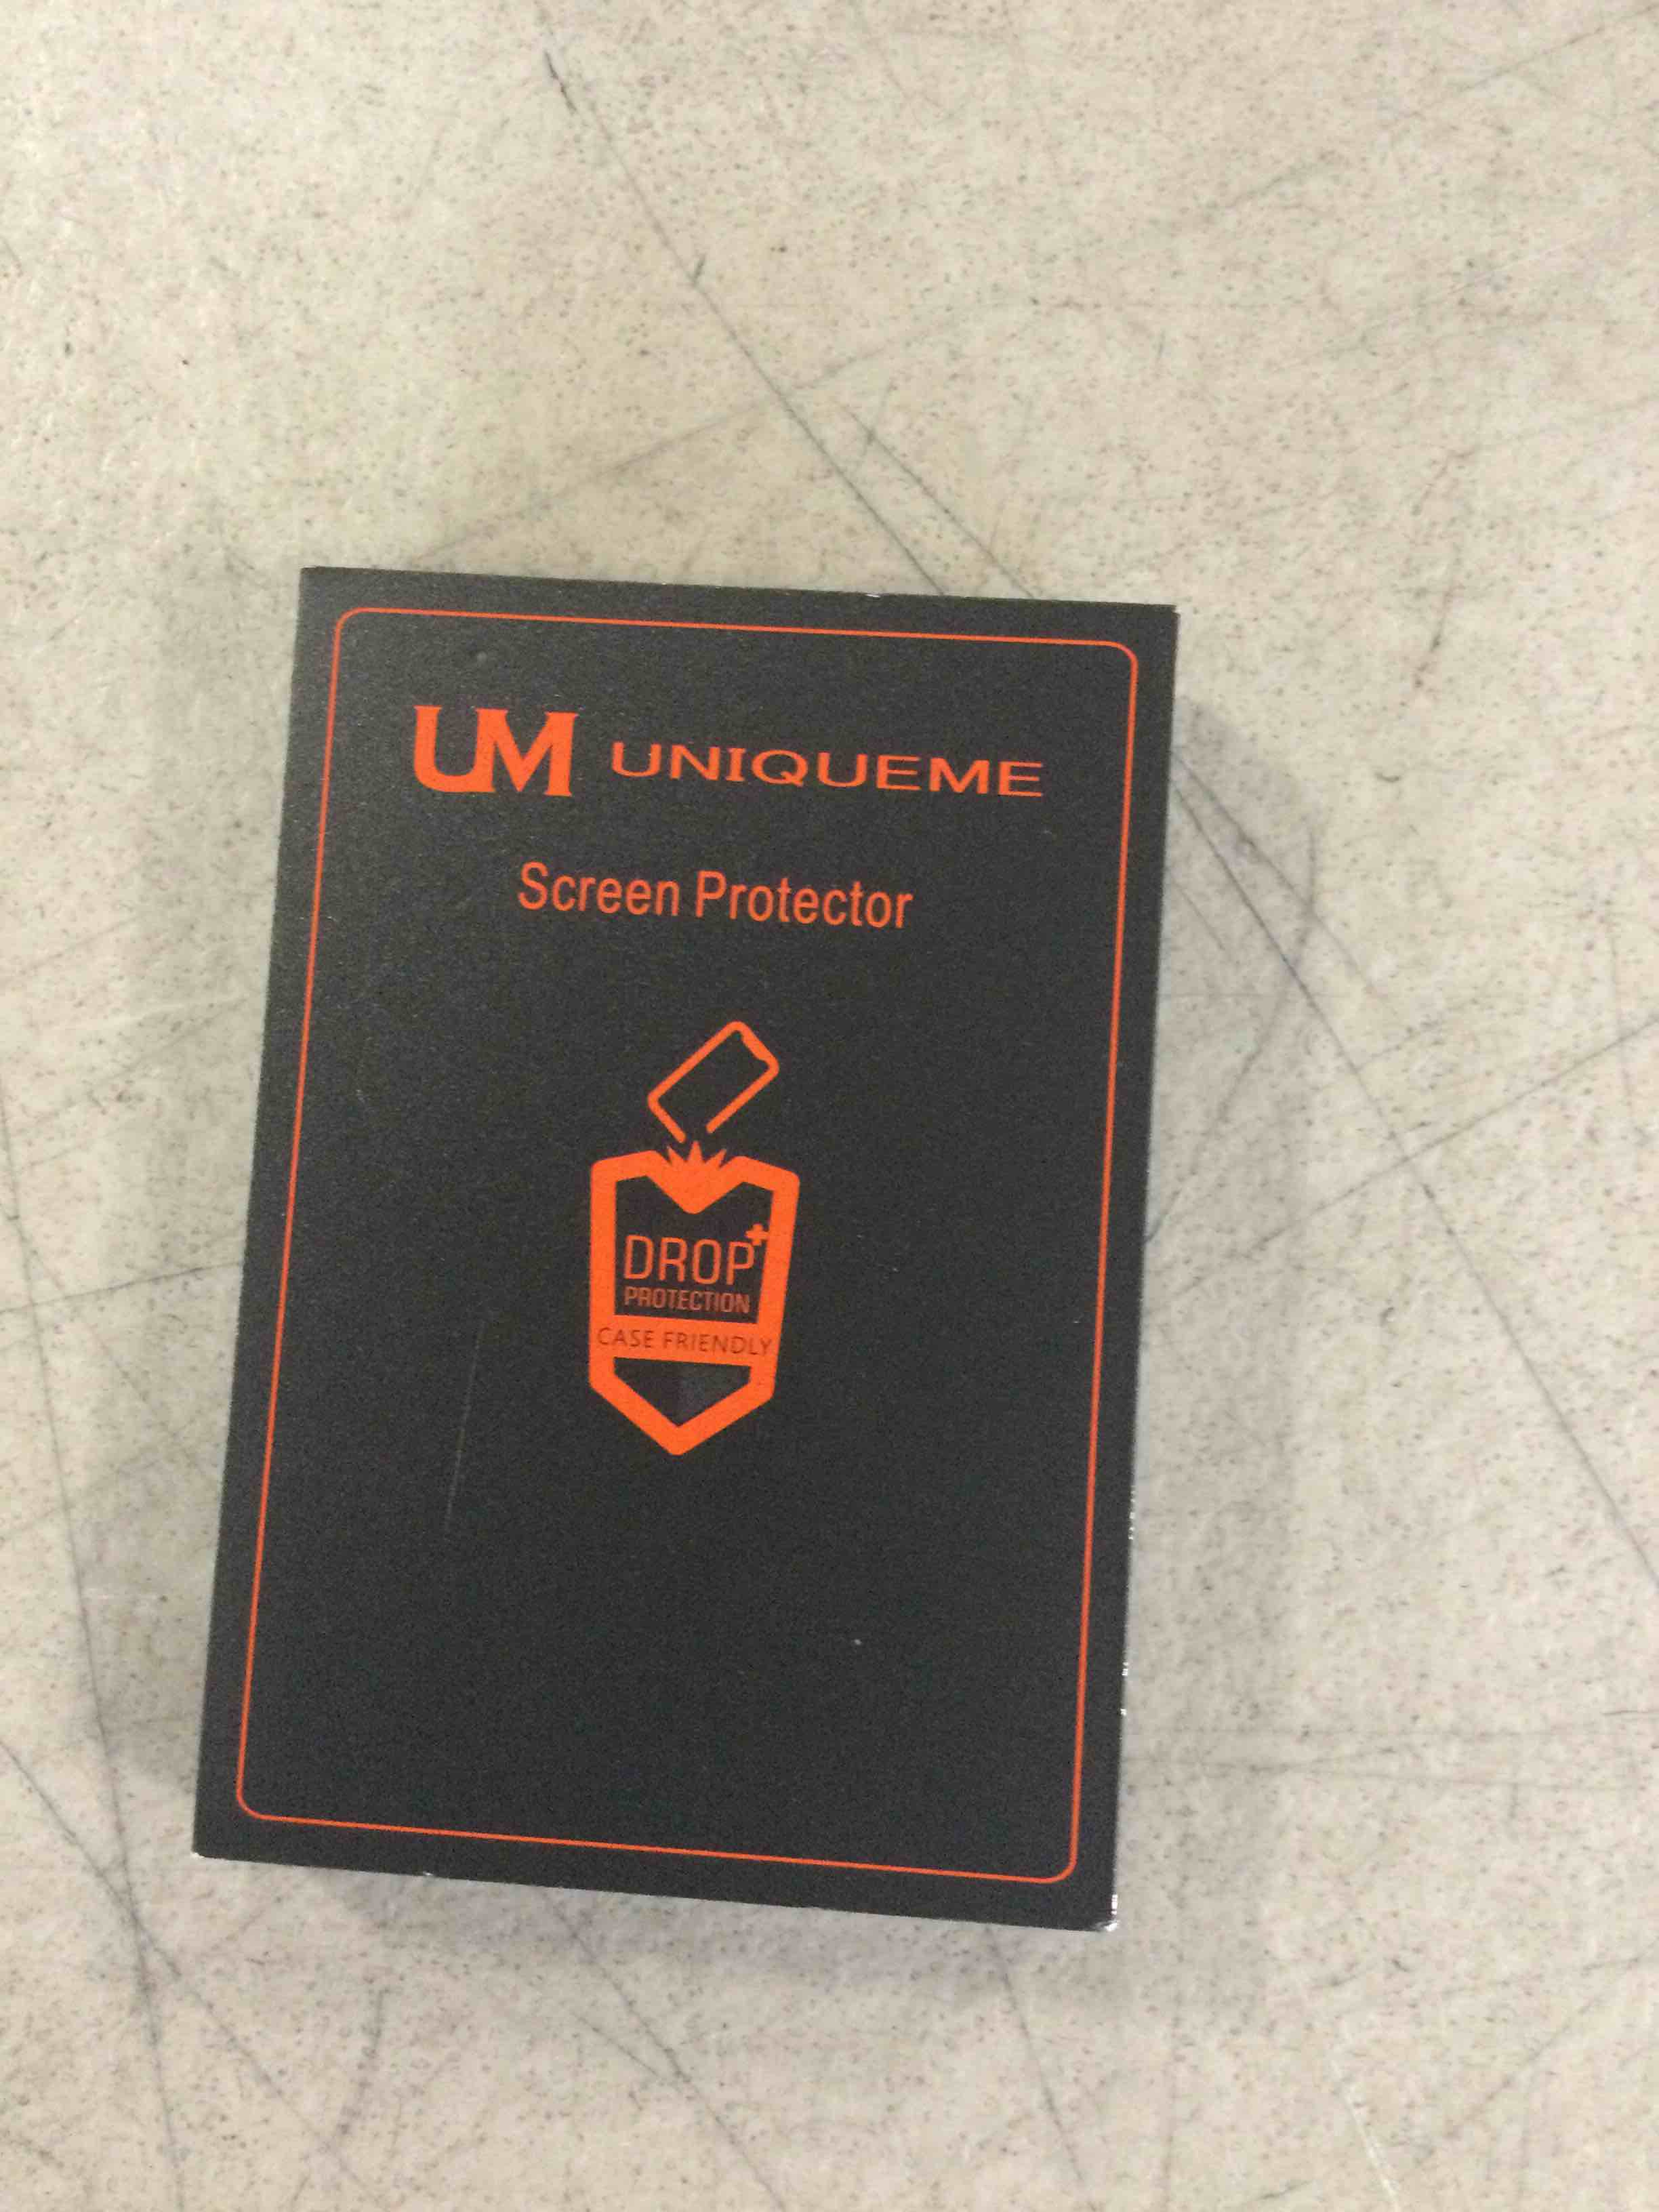 UM UNIQUEME
Screen Protector
DROP+
PROTECTION
CASE FRIENDLY